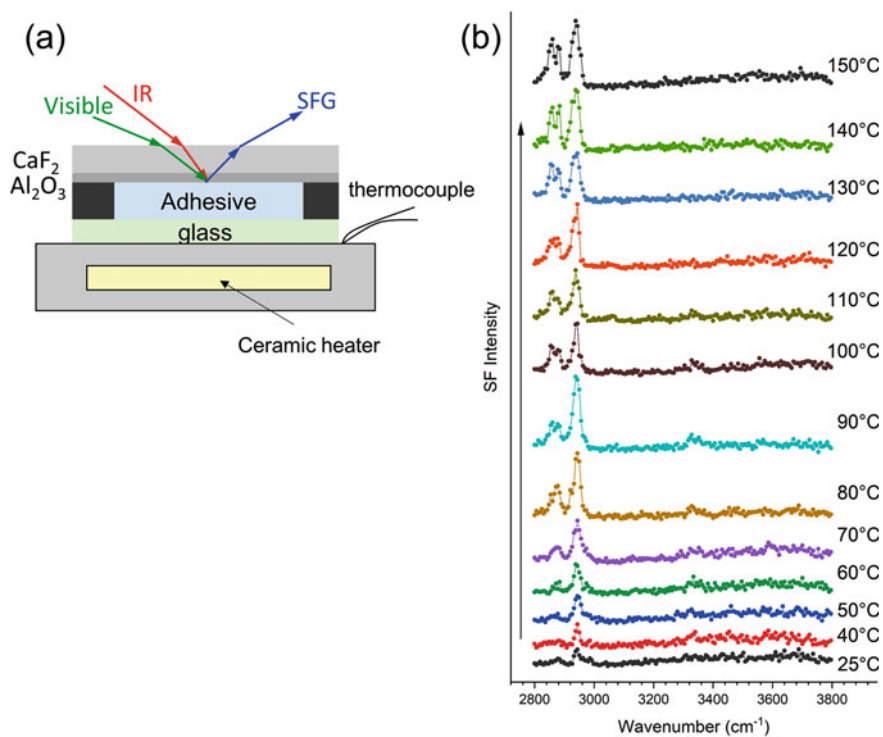 (a)
IR
Visible
SFG
CaF₂
Al₂O₃
Adhesive
thermocouple
glass
Ceramic heater
(b)
150°C
140°C
130°C
120°C
110°C
100°C
90°C
80°C
70°C
60°C
50°C
40°C
25°C
SF Intensity
2800 3000 3200 3400 3600 3800
Wavenumber (cm⁻¹)